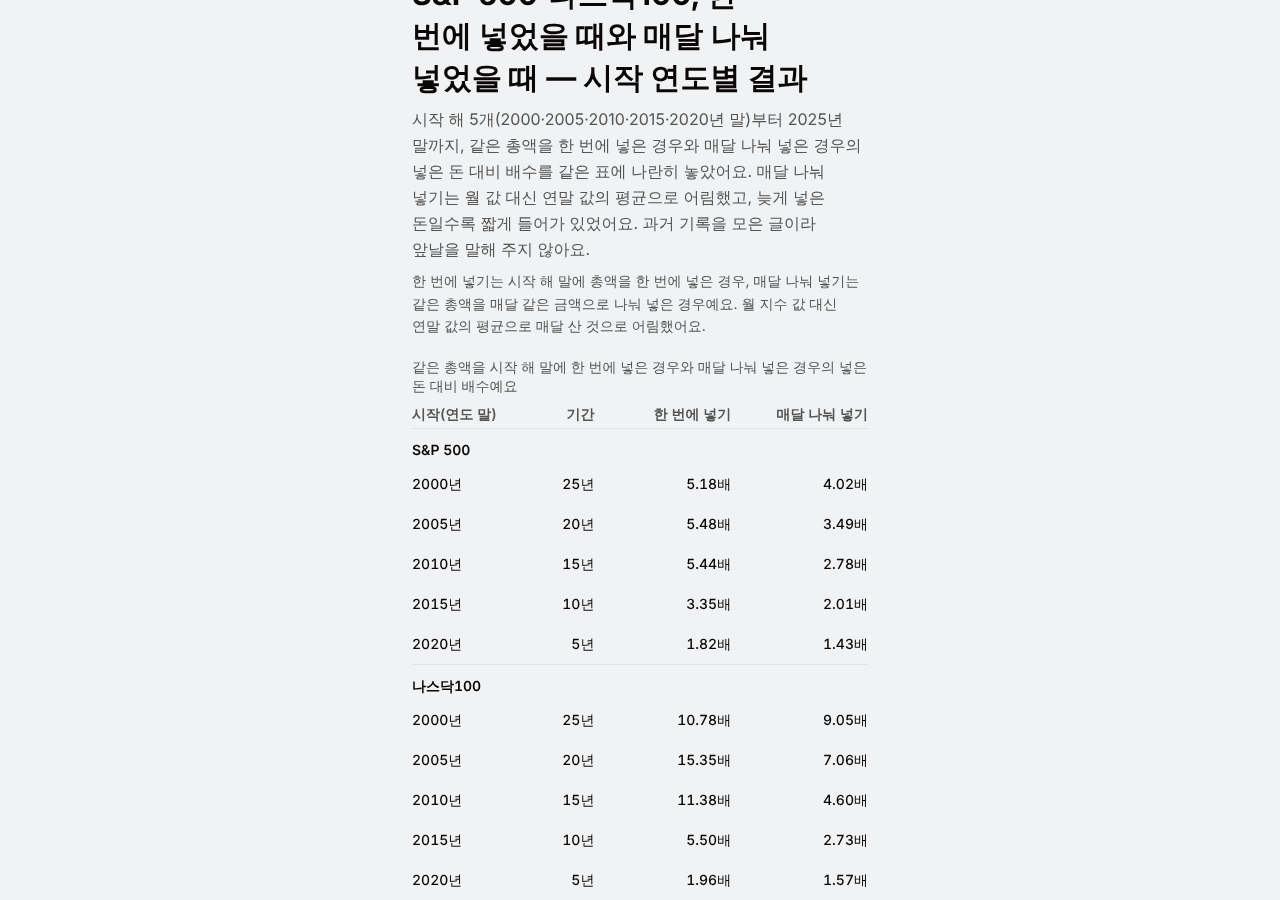 S&P 500·나스닥100, 한
번에 넣었을 때와 매달 나눠
넣었을 때 — 시작 연도별 결과
시작 해 5개(2000·2005·2010·2015·2020년 말)부터 2025년
말까지, 같은 총액을 한 번에 넣은 경우와 매달 나눠 넣은 경우의
넣은 돈 대비 배수를 같은 표에 나란히 놓았어요. 매달 나눠
넣기는 월 값 대신 연말 값의 평균으로 어림했고, 늦게 넣은
돈일수록 짧게 들어가 있었어요. 과거 기록을 모은 글이라
앞날을 말해 주지 않아요.
한 번에 넣기는 시작 해 말에 총액을 한 번에 넣은 경우, 매달 나눠 넣기는
같은 총액을 매달 같은 금액으로 나눠 넣은 경우예요. 월 지수 값 대신
연말 값의 평균으로 매달 산 것으로 어림했어요.
같은 총액을 시작 해 말에 한 번에 넣은 경우와 매달 나눠 넣은 경우의 넣은
돈 대비 배수예요
시작(연도 말) 기간 한 번에 넣기 매달 나눠 넣기
S&P 500
2000년 25년 5.18배 4.02배
2005년 20년 5.48배 3.49배
2010년 15년 5.44배 2.78배
2015년 10년 3.35배 2.01배
2020년 5년 1.82배 1.43배
나스닥100
2000년 25년 10.78배 9.05배
2005년 20년 15.35배 7.06배
2010년 15년 11.38배 4.60배
2015년 10년 5.50배 2.73배
2020년 5년 1.96배 1.57배